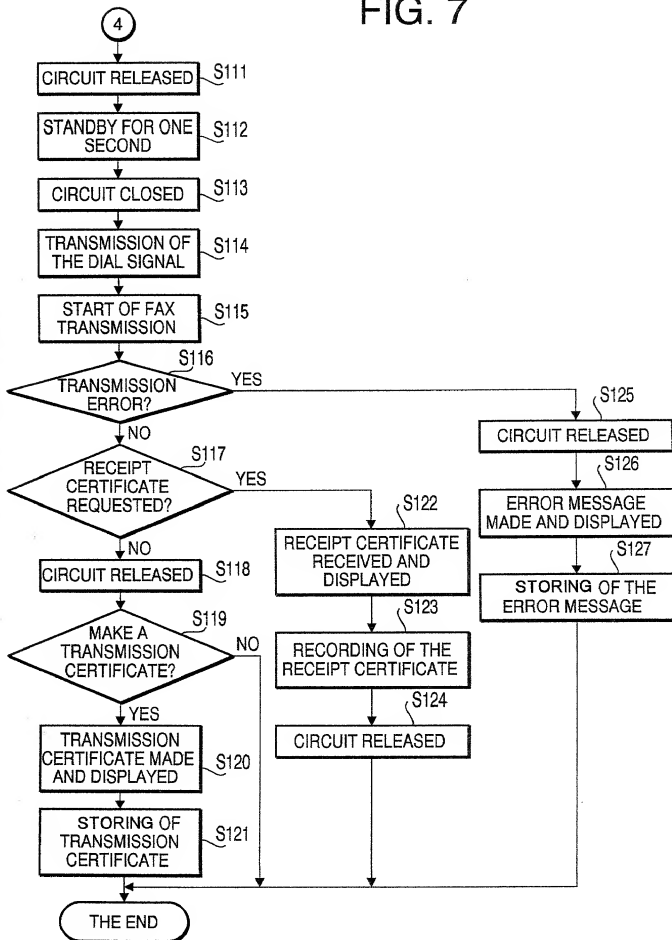 FIG. 7
4
CIRCUIT RELEASED
S111
STANDBY FOR ONE
SECOND
S112
CIRCUIT CLOSED
S113
TRANSMISSION OF
THE DIAL SIGNAL
S114
START OF FAX
TRANSMISSION
S115
S116
TRANSMISSION
ERROR?
YES
NO
S117
RECEIPT
CERTIFICATE
REQUESTED?
YES
NO
CIRCUIT RELEASED
S118
S119
MAKE A
TRANSMISSION
CERTIFICATE?
NO
YES
TRANSMISSION
CERTIFICATE MADE
AND DISPLAYED
S120
STORING OF
TRANSMISSION
CERTIFICATE
S121
THE END
S122
RECEIPT CERTIFICATE
RECEIVED AND
DISPLAYED
S123
RECORDING OF THE
RECEIPT CERTIFICATE
S124
CIRCUIT RELEASED
S125
CIRCUIT RELEASED
S126
ERROR MESSAGE
MADE AND DISPLAYED
S127
STORING OF THE
ERROR MESSAGE